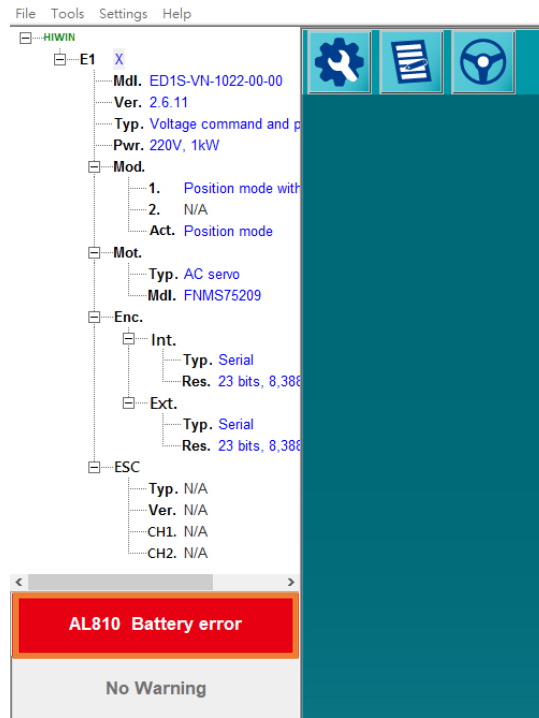 File Tools Settings Help
HIWIN
E1 X
Mdl. ED1S-VN-1022-00-00
Ver. 2.6.11
Typ. Voltage command and p
Pwr. 220V, 1kW
Mod.
1. Position mode with
2. N/A
Act. Position mode
Mot.
Typ. AC servo
Mdl. FNMS75209
Enc.
Int.
Typ. Serial
Res. 23 bits, 8,388
Ext.
Typ. Serial
Res. 23 bits, 8,388
ESC
Typ. N/A
Ver. N/A
CH1. N/A
CH2. N/A
AL810 Battery error
No Warning